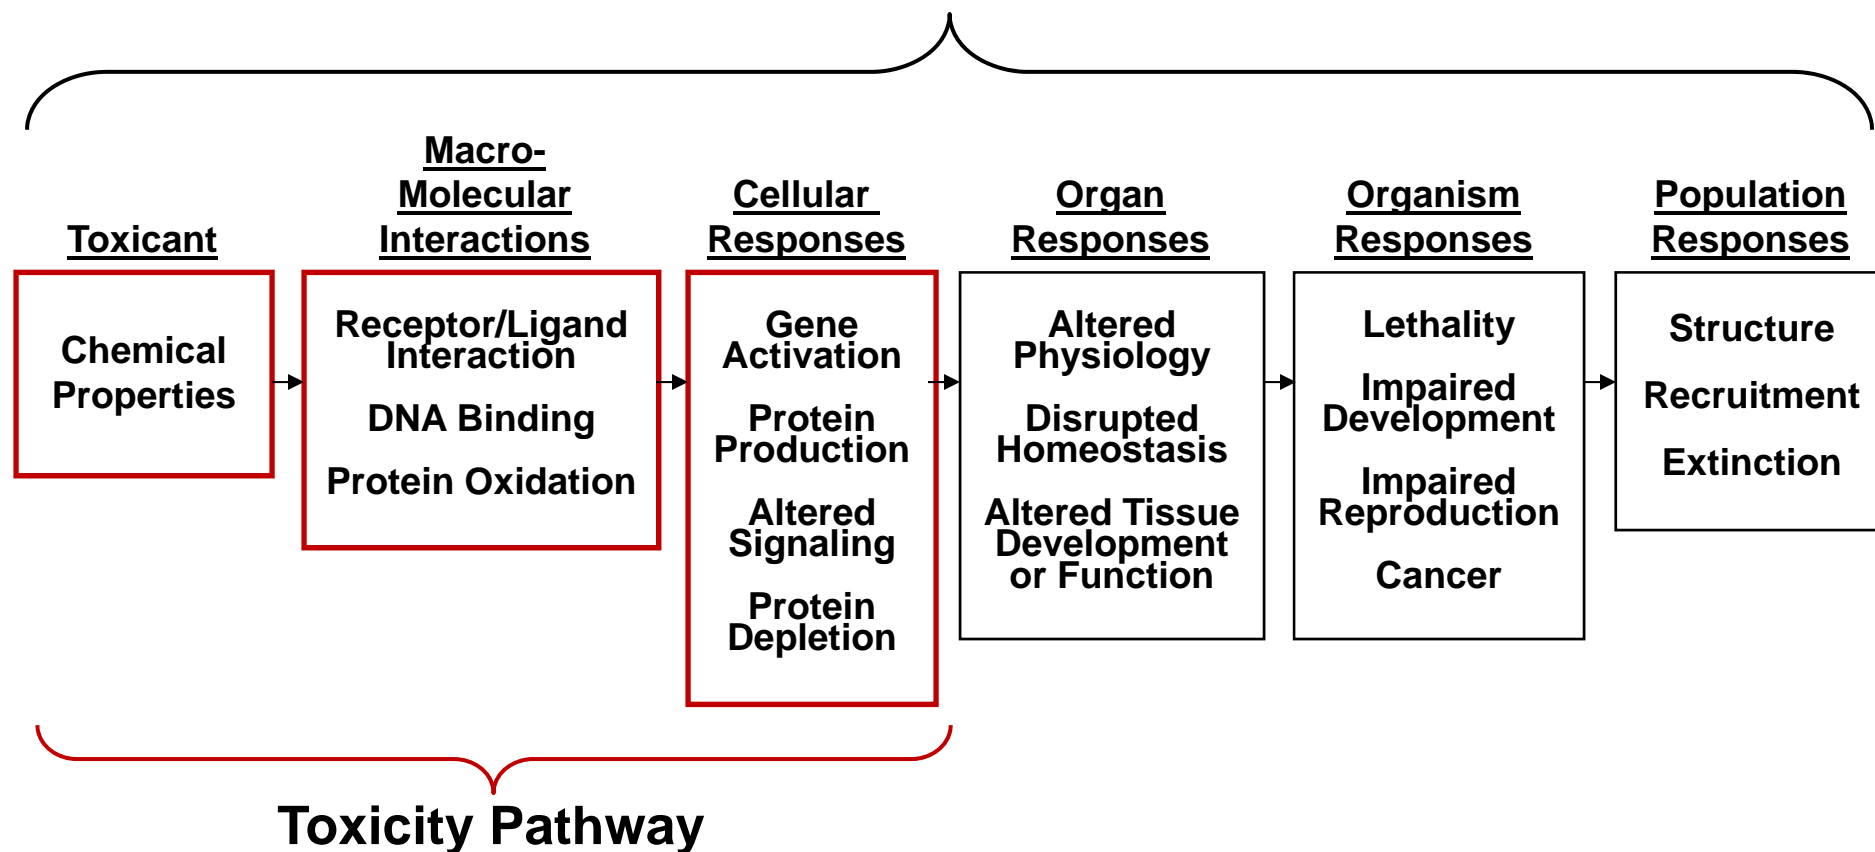 Toxicant
Chemical
Properties
Macro-
Molecular
Interactions
Receptor/Ligand
Interaction
DNA Binding
Protein Oxidation
Cellular
Responses
Gene
Activation
Protein
Production
Altered
Signaling
Protein
Depletion
Organ
Responses
Altered
Physiology
Disrupted
Homeostasis
Altered Tissue
Development
or Function
Organism
Responses
Lethality
Impaired
Development
Impaired
Reproduction
Cancer
Population
Responses
Structure
Recruitment
Extinction
Toxicity Pathway